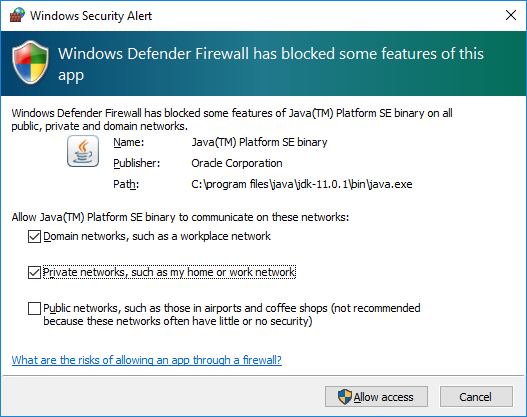 Windows Security Alert
Windows Defender Firewall has blocked some features of this
app
Windows Defender Firewall has blocked some features of Java(TM) Platform SE binary on all
public, private and domain networks.
Name: Java(TM) Platform SE binary
Publisher: Oracle Corporation
Path: C:\program files\java\jdk-11.0.1\bin\java.exe
Allow Java(TM) Platform SE binary to communicate on these networks:
Domain networks, such as a workplace network
Private networks, such as my home or work network
Public networks, such as those in airports and coffee shops (not recommended
because these networks often have little or no security)
What are the risks of allowing an app through a firewall?
Allow access Cancel